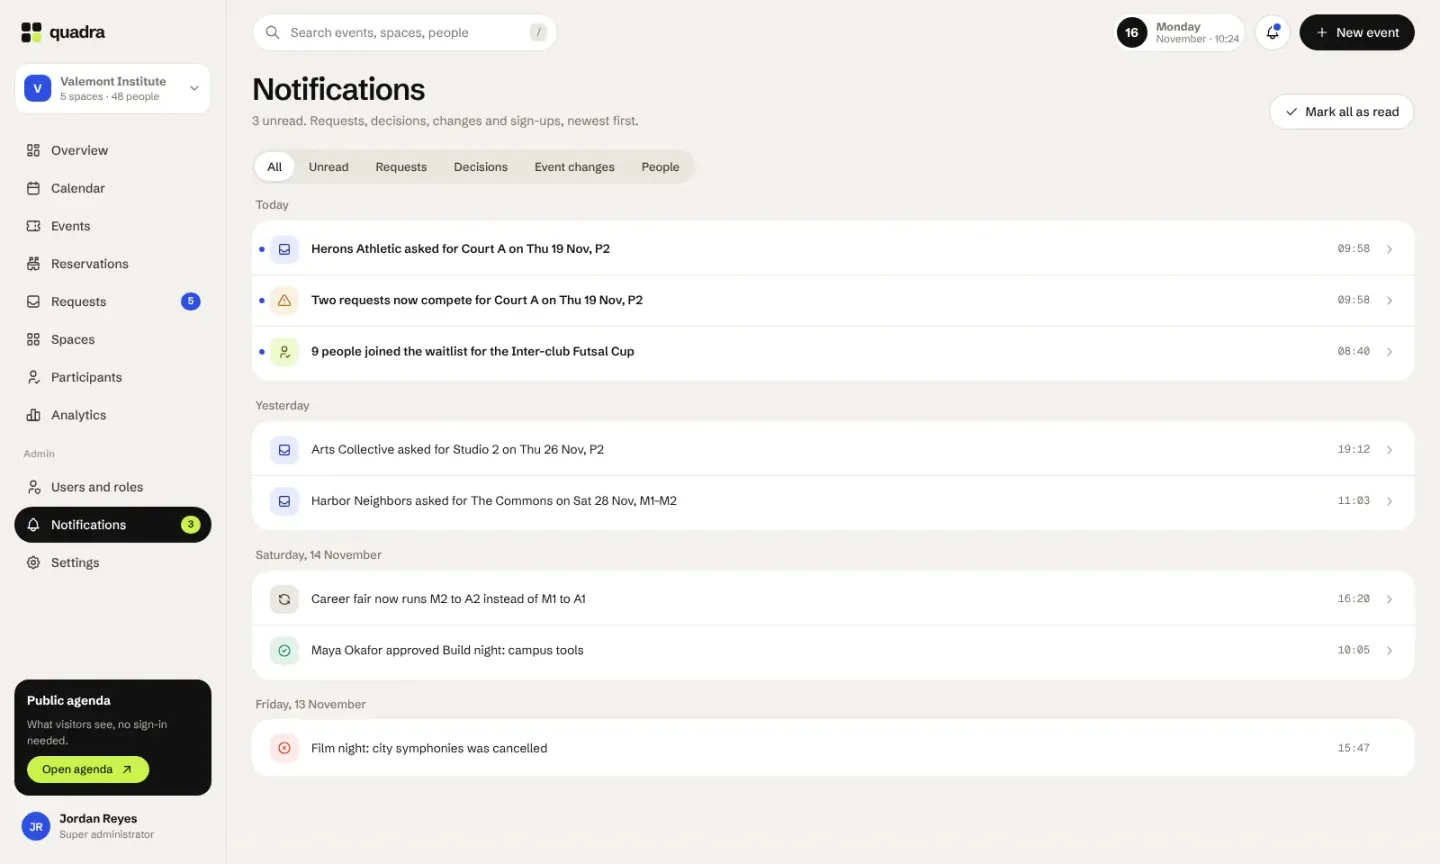 quadra
Search events, spaces, people /
16 Monday
November · 10:24
New event
V Valemont Institute
5 spaces · 48 people
Overview
Calendar
Events
Reservations
Requests 5
Spaces
Participants
Analytics
Admin
Users and roles
Notifications 3
Settings
Public agenda
What visitors see, no sign-in
needed.
Open agenda
JR Jordan Reyes
Super administrator
Notifications
3 unread. Requests, decisions, changes and sign-ups, newest first.
Mark all as read
All Unread Requests Decisions Event changes People
Today
Herons Athletic asked for Court A on Thu 19 Nov, P2 09:58
Two requests now compete for Court A on Thu 19 Nov, P2 09:58
9 people joined the waitlist for the Inter-club Futsal Cup 08:40
Yesterday
Arts Collective asked for Studio 2 on Thu 26 Nov, P2 19:12
Harbor Neighbors asked for The Commons on Sat 28 Nov, M1–M2 11:03
Saturday, 14 November
Career fair now runs M2 to A2 instead of M1 to A1 16:20
Maya Okafor approved Build night: campus tools 10:05
Friday, 13 November
Film night: city symphonies was cancelled 15:47